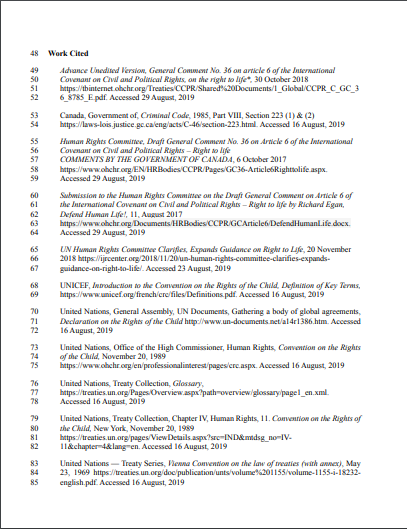 48 Work Cited
49 Advance Unedited Version, General Comment No. 36 on article 6 of the International
50 Covenant on Civil and Political Rights, on the right to life*, 30 October 2018
51 https://tbinternet.ohchr.org/Treaties/CCPR/Shared%20Documents/1_Global/CCPR_C_GC_3
52 6_8785_E.pdf. Accessed 29 August, 2019
53 Canada, Government of, Criminal Code, 1985, Part VIII, Section 223 (1) & (2)
54 https://laws-lois.justice.gc.ca/eng/acts/C-46/section-223.html. Accessed 16 August, 2019
55 Human Rights Committee, Draft General Comment No. 36 on Article 6 of the International
56 Covenant on Civil and Political Rights – Right to life
57 COMMENTS BY THE GOVERNMENT OF CANADA, 6 October 2017
58 https://www.ohchr.org/EN/HRBodies/CCPR/Pages/GC36-Article6Righttolife.aspx.
59 Accessed 29 August, 2019
60 Submission to the Human Rights Committee on the Draft General Comment on Article 6 of
61 the International Covenant on Civil and Political Rights – Right to life by Richard Egan,
62 Defend Human Life!, 11, August 2017
63 https://www.ohchr.org/Documents/HRBodies/CCPR/GCArticle6/DefendHumanLife.docx.
64 Accessed 29 August, 2019
65 UN Human Rights Committee Clarifies, Expands Guidance on Right to Life, 20 November
66 2018 https://ijrcenter.org/2018/11/20/un-human-rights-committee-clarifies-expands-
67 guidance-on-right-to-life/. Accessed 23 August, 2019
68 UNICEF, Introduction to the Convention on the Rights of the Child, Definition of Key Terms,
69 https://www.unicef.org/french/crc/files/Definitions.pdf. Accessed 16 August, 2019
70 United Nations, General Assembly, UN Documents, Gathering a body of global agreements,
71 Declaration on the Rights of the Child http://www.un-documents.net/a14r1386.htm. Accessed
72 16 August, 2019
73 United Nations, Office of the High Commissioner, Human Rights, Convention on the Rights
74 of the Child, November 20, 1989
75 https://www.ohchr.org/en/professionalinterest/pages/crc.aspx. Accessed 16 August, 2019
76 United Nations, Treaty Collection, Glossary,
77 https://treaties.un.org/Pages/Overview.aspx?path=overview/glossary/page1_en.xml.
78 Accessed 16 August, 2019
79 United Nations, Treaty Collection, Chapter IV, Human Rights, 11. Convention on the Rights of
80 the Child, New York, November 20, 1989
81 https://treaties.un.org/pages/ViewDetails.aspx?src=IND&mtdsg_no=IV-
82 11&chapter=4&lang=en. Accessed 16 August, 2019
83 United Nations — Treaty Series, Vienna Convention on the law of treaties (with annex), May
84 23, 1969 https://treaties.un.org/doc/publication/unts/volume%201155/volume-1155-i-18232-
85 english.pdf. Accessed 16 August, 2019